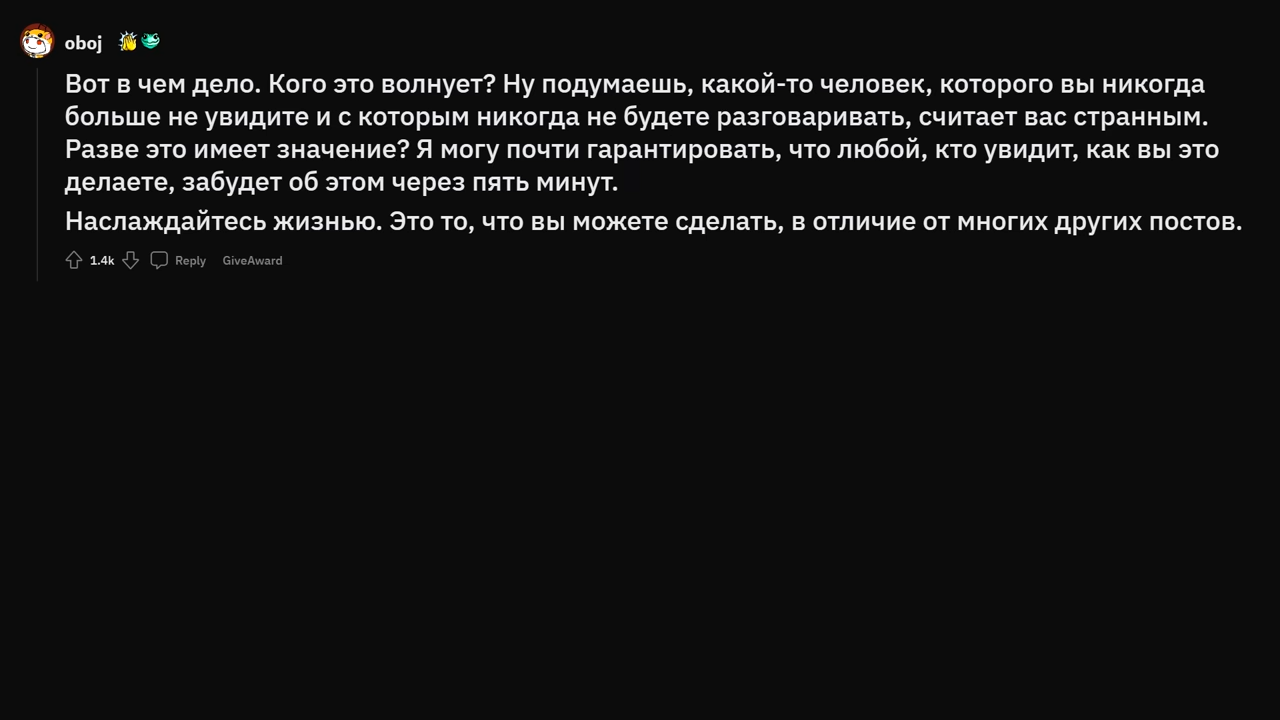 oboj
Вот в чем дело. Кого это волнует? Ну подумаешь, какой-то человек, которого вы никогда
больше не увидите и с которым никогда не будете разговаривать, считает вас странным.
Разве это имеет значение? Я могу почти гарантировать, что любой, кто увидит, как вы это
делаете, забудет об этом через пять минут.
Наслаждайтесь жизнью. Это то, что вы можете сделать, в отличие от многих других постов.
1.4k Reply GiveAward